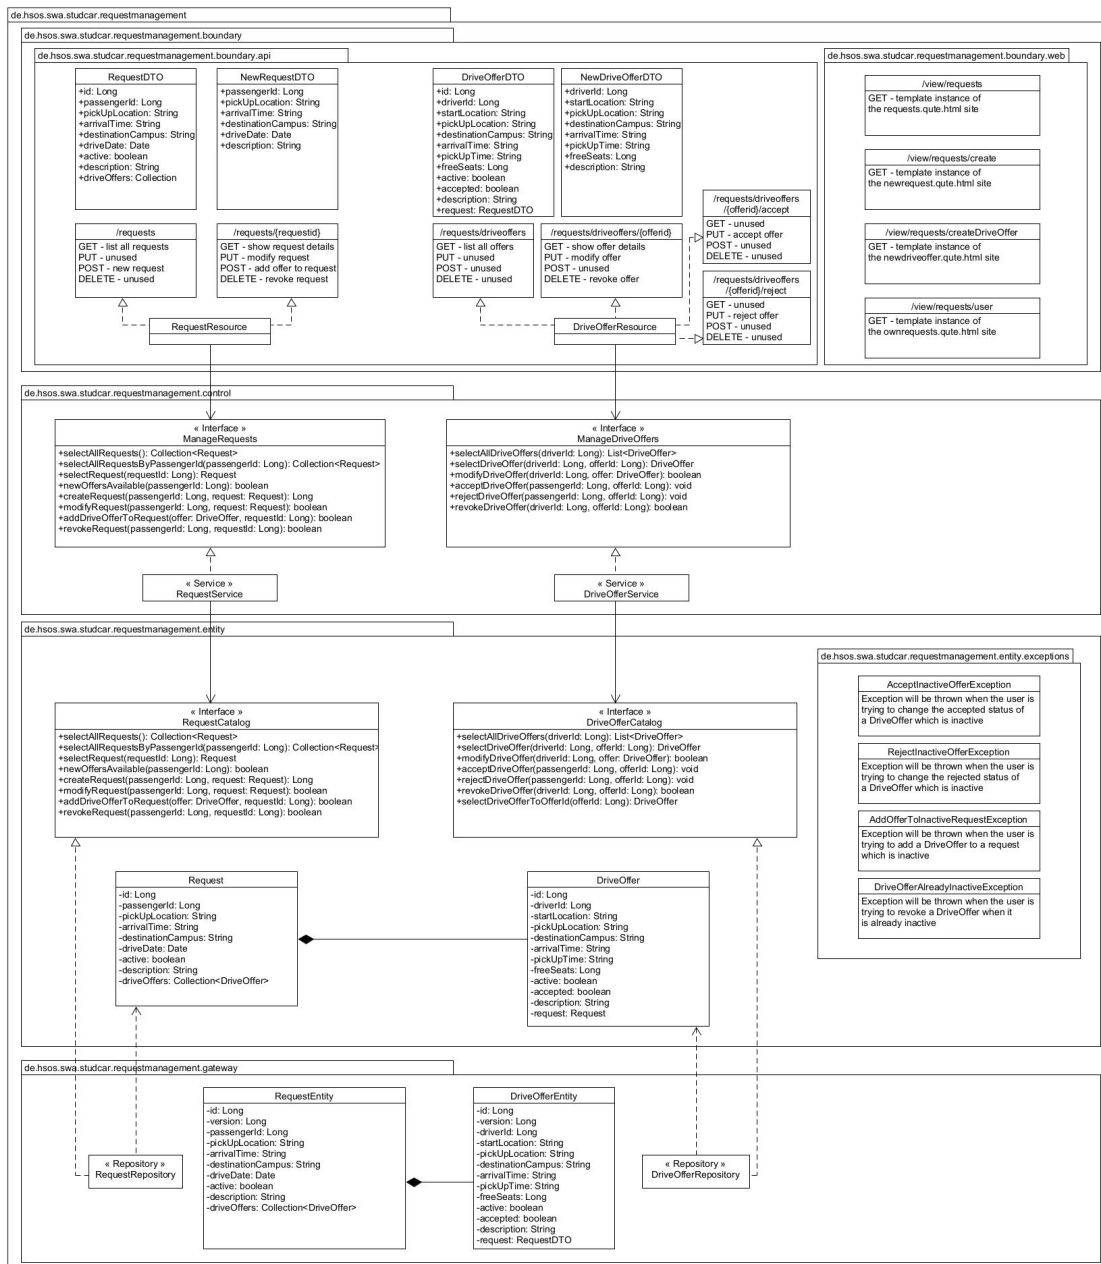 de.hsos.swa.studcar.requestmanagement
de.hsos.swa.studcar.requestmanagement.boundary
de.hsos.swa.studcar.requestmanagement.boundary.api
RequestDTO
+id: Long
+passengerId: Long
+pickUpLocation: String
+arrivalTime: String
+destinationCampus: String
+driveDate: Date
+active: boolean
+description: String
+driveOffers: Collection
NewRequestDTO
+passengerId: Long
+pickUpLocation: String
+arrivalTime: String
+destinationCampus: String
+driveDate: Date
+description: String
DriveOfferDTO
+id: Long
+driverId: Long
+startLocation: String
+pickUpLocation: String
+destinationCampus: String
+arrivalTime: String
+pickUpTime: String
+freeSeats: Long
+active: boolean
+accepted: boolean
+description: String
+request: RequestDTO
NewDriveOfferDTO
+driverId: Long
+startLocation: String
+pickUpLocation: String
+destinationCampus: String
+arrivalTime: String
+pickUpTime: String
+freeSeats: Long
+description: String
/requests
GET - list all requests
PUT - unused
POST - new request
DELETE - unused
/requests/{requestid}
GET - show request details
PUT - modify request
POST - add offer to request
DELETE - revoke request
/requests/driveoffers
GET - list all offers
PUT - unused
POST - unused
DELETE - unused
/requests/driveoffers/{offerid}
GET - show offer details
PUT - modify offer
POST - unused
DELETE - revoke offer
/requests/driveoffers
/{offerid}/accept
GET - unused
PUT - accept offer
POST - unused
DELETE - unused
/requests/driveoffers
/{offerid}/reject
GET - unused
PUT - reject offer
POST - unused
DELETE - unused
RequestResource
DriveOfferResource
de.hsos.swa.studcar.requestmanagement.boundary.web
/view/requests
GET - template instance of
the requests.qute.html site
/view/requests/create
GET - template instance of
the newrequest.qute.html site
/view/requests/createDriveOffer
GET - template instance of
the newdriveoffer.qute.html site
/view/requests/user
GET - template instance of
the ownrequests.qute.html site
de.hsos.swa.studcar.requestmanagement.control
« Interface »
ManageRequests
+selectAllRequests(): Collection<Request>
+selectAllRequestsByPassengerId(passengerId: Long): Collection<Request>
+selectRequest(requestId: Long): Request
+newOffersAvailable(passengerId: Long): boolean
+createRequest(passengerId: Long, request: Request): Long
+modifyRequest(passengerId: Long, request: Request): boolean
+addDriveOfferToRequest(offer: DriveOffer, requestId: Long): boolean
+revokeRequest(passengerId: Long, requestId: Long): boolean
« Interface »
ManageDriveOffers
+selectAllDriveOffers(driverId: Long): List<DriveOffer>
+selectDriveOffer(driverId: Long, offerId: Long): DriveOffer
+modifyDriveOffer(driverId: Long, offer: DriveOffer): boolean
+acceptDriveOffer(passengerId: Long, offerId: Long): void
+rejectDriveOffer(passengerId: Long, offerId: Long): void
+revokeDriveOffer(driverId: Long, offerId: Long): boolean
« Service »
RequestService
« Service »
DriveOfferService
de.hsos.swa.studcar.requestmanagement.entity
« Interface »
RequestCatalog
+selectAllRequests(): Collection<Request>
+selectAllRequestsByPassengerId(passengerId: Long): Collection<Request>
+selectRequest(requestId: Long): Request
+newOffersAvailable(passengerId: Long): boolean
+createRequest(passengerId: Long, request: Request): Long
+modifyRequest(passengerId: Long, request: Request): boolean
+addDriveOfferToRequest(offer: DriveOffer, requestId: Long): boolean
+revokeRequest(passengerId: Long, requestId: Long): boolean
« Interface »
DriveOfferCatalog
+selectAllDriveOffers(driverId: Long): List<DriveOffer>
+selectDriveOffer(driverId: Long, offerId: Long): DriveOffer
+modifyDriveOffer(driverId: Long, offer: DriveOffer): boolean
+acceptDriveOffer(passengerId: Long, offerId: Long): void
+rejectDriveOffer(passengerId: Long, offerId: Long): void
+revokeDriveOffer(driverId: Long, offerId: Long): boolean
+selectDriveOfferToOfferId(offerId: Long): DriveOffer
de.hsos.swa.studcar.requestmanagement.entity.exceptions
AcceptInactiveOfferException
Exception will be thrown when the user is
trying to change the accepted status of
a DriveOffer which is inactive
RejectInactiveOfferException
Exception will be thrown when the user is
trying to change the rejected status of
a DriveOffer which is inactive
AddOfferToInactiveRequestException
Exception will be thrown when the user is
trying to add a DriveOffer to a request
which is inactive
DriveOfferAlreadyInactiveException
Exception will be thrown when the user is
trying to revoke a DriveOffer when it
is already inactive
Request
-id: Long
-passengerId: Long
-pickUpLocation: String
-arrivalTime: String
-destinationCampus: String
-driveDate: Date
-active: boolean
-description: String
-driveOffers: Collection<DriveOffer>
DriveOffer
-id: Long
-driverId: Long
-startLocation: String
-pickUpLocation: String
-destinationCampus: String
-arrivalTime: String
-pickUpTime: String
-freeSeats: Long
-active: boolean
-accepted: boolean
-description: String
-request: Request
de.hsos.swa.studcar.requestmanagement.gateway
« Repository »
RequestRepository
RequestEntity
-id: Long
-version: Long
-passengerId: Long
-pickUpLocation: String
-arrivalTime: String
-destinationCampus: String
-driveDate: Date
-active: boolean
-description: String
-driveOffers: Collection<DriveOffer>
DriveOfferEntity
-id: Long
-version: Long
-driverId: Long
-startLocation: String
-pickUpLocation: String
-destinationCampus: String
-arrivalTime: String
-pickUpTime: String
-freeSeats: Long
-active: boolean
-accepted: boolean
-description: String
-request: RequestDTO
« Repository »
DriveOfferRepository